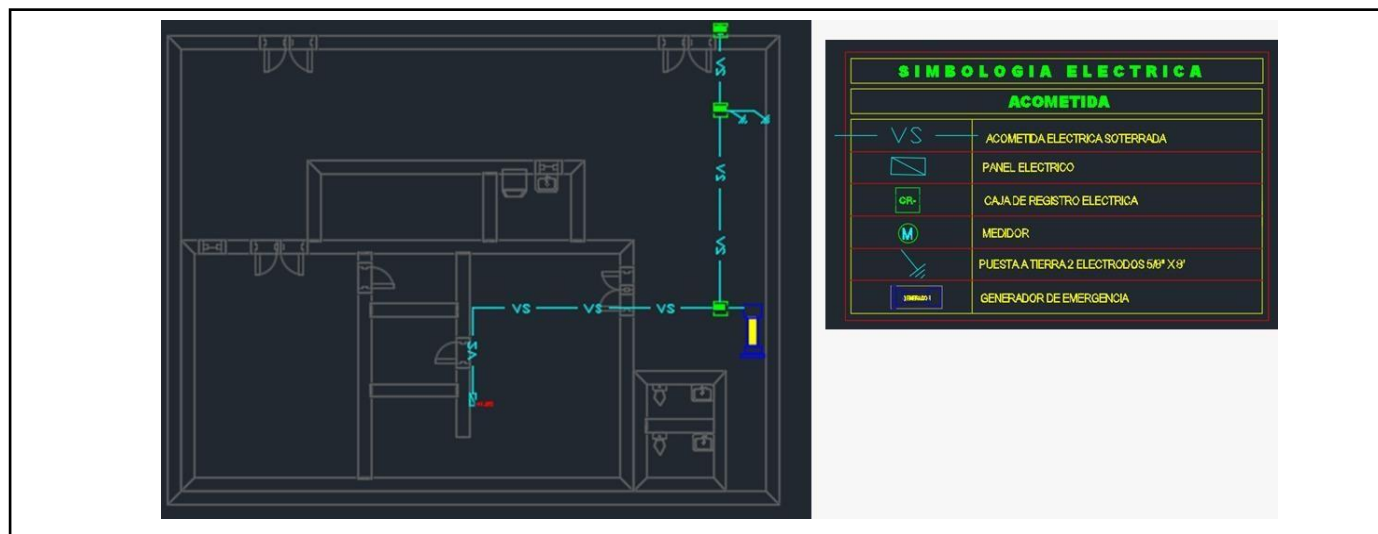 VS
VS
VS
VS VS VS
VS
SIMBOLOGIA ELECTRICA
ACOMETIDA
VS ACOMETIDA ELECTRICA SOTERRADA
PANEL ELECTRICO
CR- CAJA DE REGISTRO ELECTRICA
M MEDIDOR
PUESTA A TIERRA 2 ELECTRODOS 5/8" X 8'
GENERADOR DE EMERGENCIA